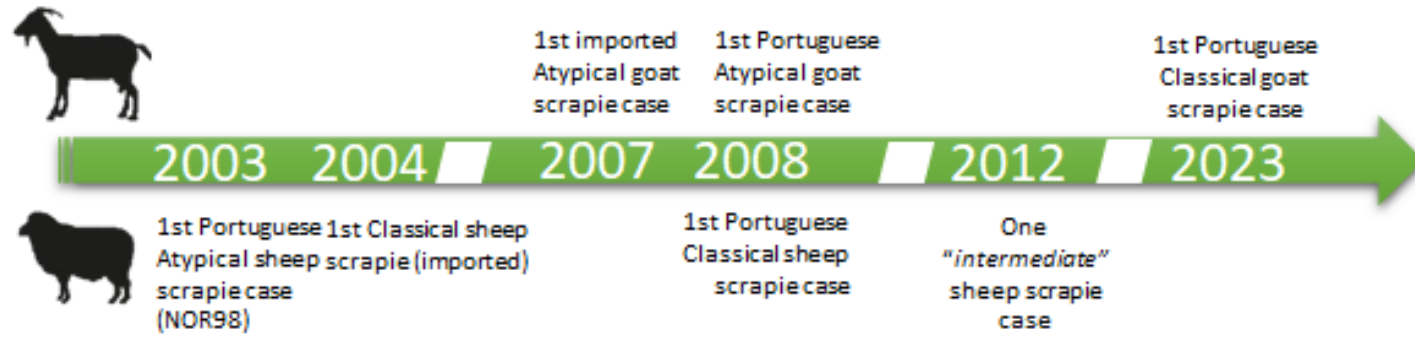 1st imported
Atypical goat
scrapie case
1st Portuguese
Atypical goat
scrapie case
1st Portuguese
Classical goat
scrapie case
2003 2004 2007 2008 2012 2023
1st Portuguese
Atypical sheep
scrapie case
(NOR98)
1st Classical sheep
scrapie (imported)
1st Portuguese
Classical sheep
scrapie case
One
“intermediate”
sheep scrapie
case